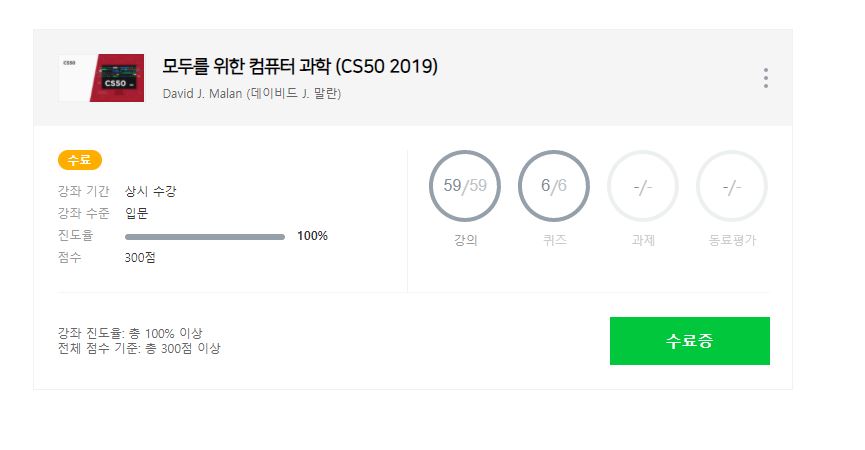 CS50
CS50
모두를 위한 컴퓨터 과학 (CS50 2019)
David J. Malan (데이비드 J. 말란)
수료
강좌 기간 상시 수강
강좌 수준 입문
진도율 100%
점수 300점
59/59
강의
6/6
퀴즈
-/-
과제
-/-
동료평가
강좌 진도율: 총 100% 이상
전체 점수 기준: 총 300점 이상
수료증